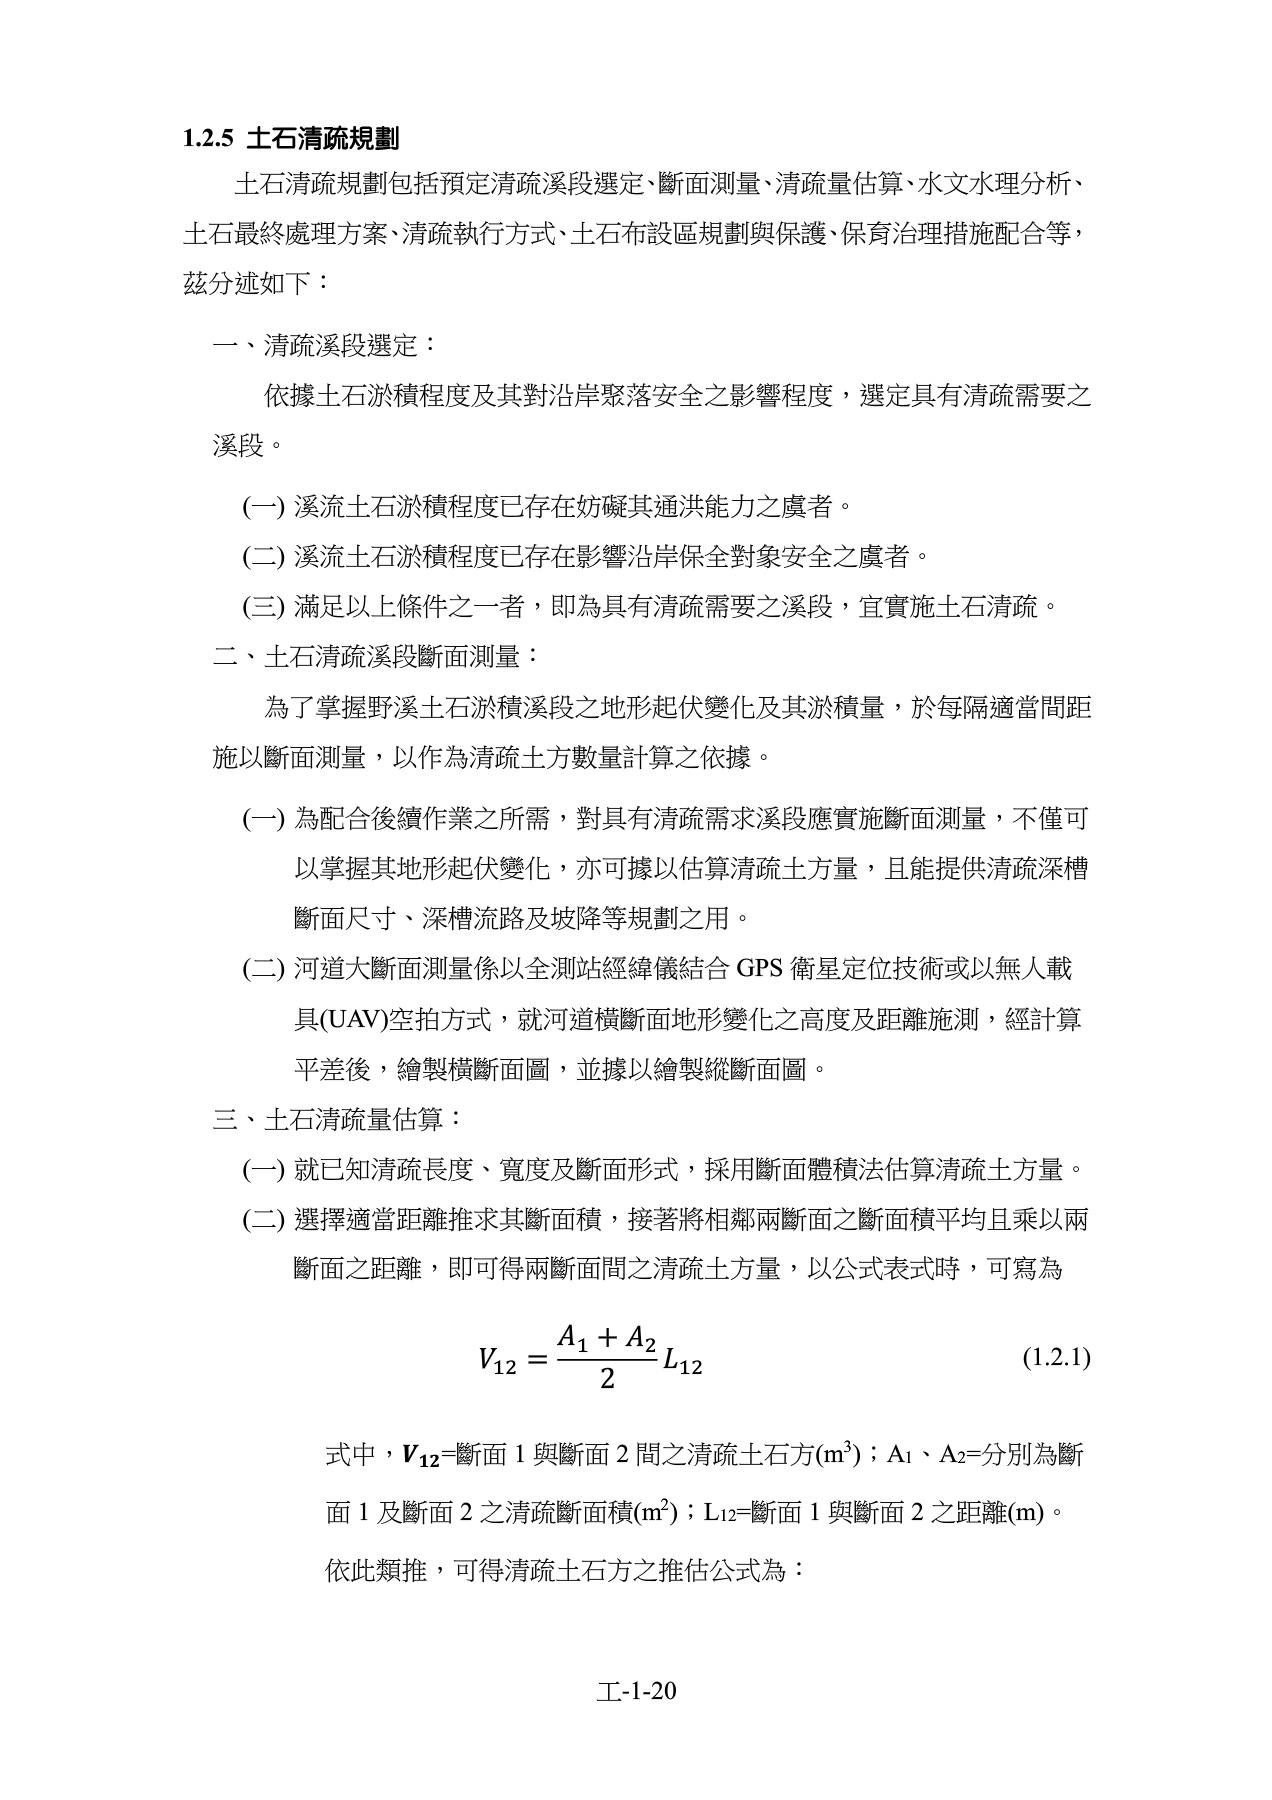 1.2.5 土石清疏規劃
土石清疏規劃包括預定清疏溪段選定、斷面測量、清疏量估算、水文水理分析、
土石最終處理方案、清疏執行方式、土石布設區規劃與保護、保育治理措施配合等，
茲分述如下：
一、清疏溪段選定：
依據土石淤積程度及其對沿岸聚落安全之影響程度，選定具有清疏需要之
溪段。
(一) 溪流土石淤積程度已存在妨礙其通洪能力之虞者。
(二) 溪流土石淤積程度已存在影響沿岸保全對象安全之虞者。
(三) 滿足以上條件之一者，即為具有清疏需要之溪段，宜實施土石清疏。
二、土石清疏溪段斷面測量：
為了掌握野溪土石淤積溪段之地形起伏變化及其淤積量，於每隔適當間距
施以斷面測量，以作為清疏土方數量計算之依據。
(一) 為配合後續作業之所需，對具有清疏需求溪段應實施斷面測量，不僅可
以掌握其地形起伏變化，亦可據以估算清疏土方量，且能提供清疏深槽
斷面尺寸、深槽流路及坡降等規劃之用。
(二) 河道大斷面測量係以全測站經緯儀結合 GPS 衛星定位技術或以無人載
具(UAV)空拍方式，就河道橫斷面地形變化之高度及距離施測，經計算
平差後，繪製橫斷面圖，並據以繪製縱斷面圖。
三、土石清疏量估算：
(一) 就已知清疏長度、寬度及斷面形式，採用斷面體積法估算清疏土方量。
(二) 選擇適當距離推求其斷面積，接著將相鄰兩斷面之斷面積平均且乘以兩
斷面之距離，即可得兩斷面間之清疏土方量，以公式表式時，可寫為
V₁₂ = (A₁ + A₂)/2 L₁₂ (1.2.1)
式中，V₁₂=斷面 1 與斷面 2 間之清疏土石方(m³)；A₁、A₂=分別為斷
面 1 及斷面 2 之清疏斷面積(m²)；L₁₂=斷面 1 與斷面 2 之距離(m)。
依此類推，可得清疏土石方之推估公式為：
工-1-20